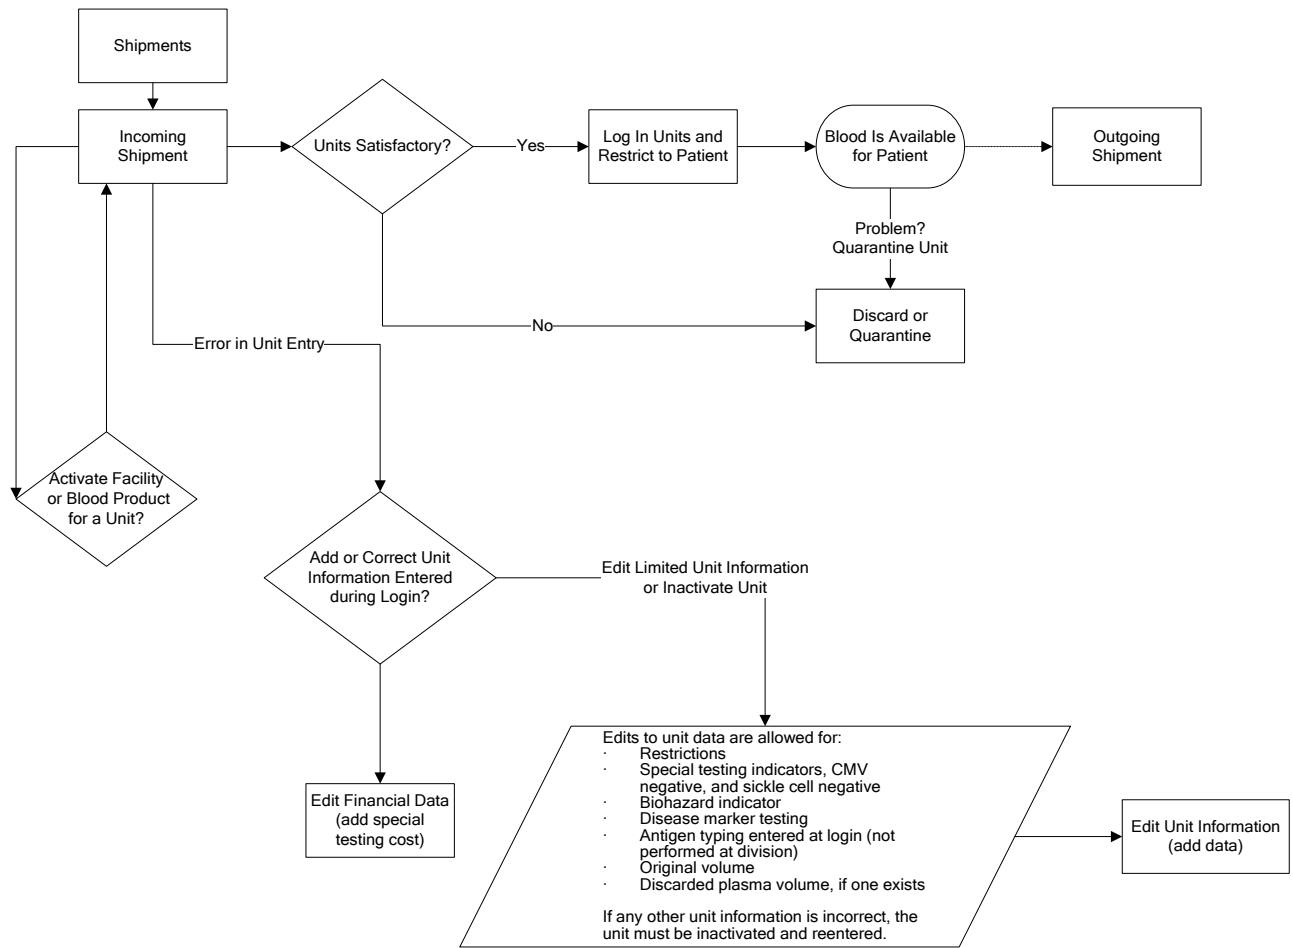 Shipments
Incoming
Shipment
Units Satisfactory?
Yes
Log In Units and
Restrict to Patient
Blood Is Available
for Patient
Outgoing
Shipment
Problem?
Quarantine Unit
No
Discard or
Quarantine
Error in Unit Entry
Activate Facility
or Blood Product
for a Unit?
Add or Correct Unit
Information Entered
during Login?
Edit Limited Unit Information
or Inactivate Unit
Edit Financial Data
(add special
testing cost)
Edits to unit data are allowed for:
· Restrictions
· Special testing indicators, CMV
negative, and sickle cell negative
· Biohazard indicator
· Disease marker testing
· Antigen typing entered at login (not
performed at division)
· Original volume
· Discarded plasma volume, if one exists
If any other unit information is incorrect, the
unit must be inactivated and reentered.
Edit Unit Information
(add data)